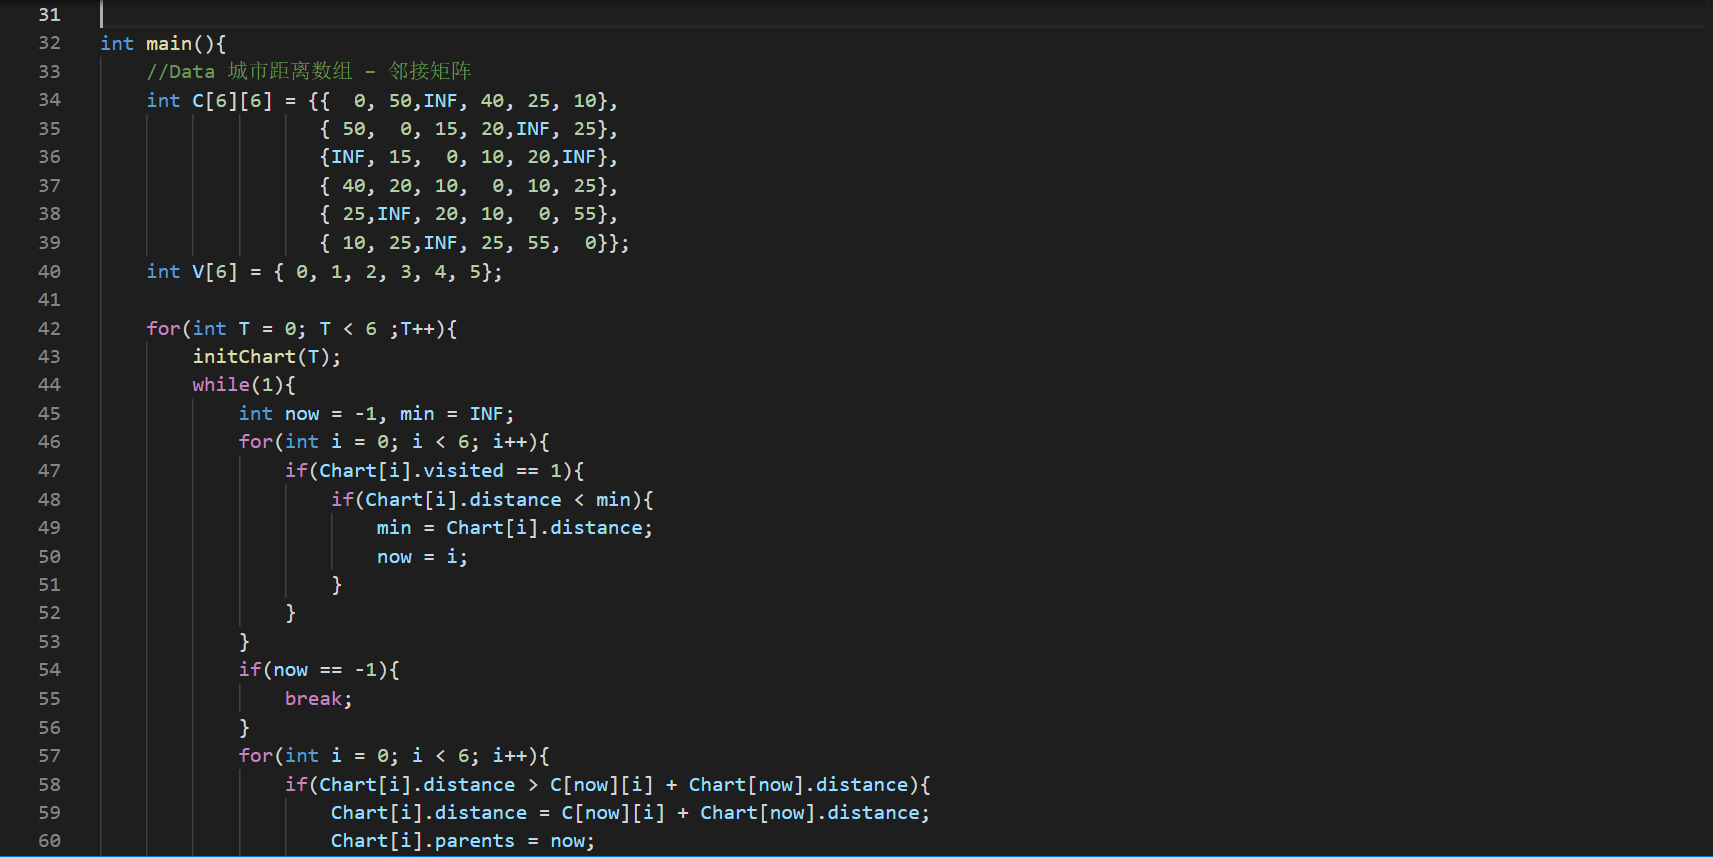 31
32 int main(){
33     //Data 城市距离数组 - 邻接矩阵
34     int C[6][6] = {{  0, 50,INF, 40, 25, 10},
35                    { 50,  0, 15, 20,INF, 25},
36                    {INF, 15,  0, 10, 20,INF},
37                    { 40, 20, 10,  0, 10, 25},
38                    { 25,INF, 20, 10,  0, 55},
39                    { 10, 25,INF, 25, 55,  0}};
40     int V[6] = { 0, 1, 2, 3, 4, 5};
41
42     for(int T = 0; T < 6 ;T++){
43         initChart(T);
44         while(1){
45             int now = -1, min = INF;
46             for(int i = 0; i < 6; i++){
47                 if(Chart[i].visited == 1){
48                     if(Chart[i].distance < min){
49                         min = Chart[i].distance;
50                         now = i;
51                     }
52                 }
53             }
54             if(now == -1){
55                 break;
56             }
57             for(int i = 0; i < 6; i++){
58                 if(Chart[i].distance > C[now][i] + Chart[now].distance){
59                     Chart[i].distance = C[now][i] + Chart[now].distance;
60                     Chart[i].parents = now;